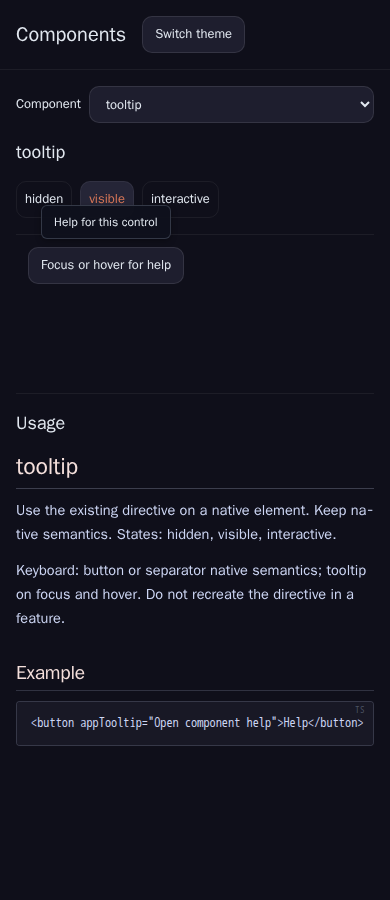 Components
Switch theme
Component
tooltip
tooltip
hidden
visible
interactive
Help for this control
Focus or hover for help
Usage
tooltip
Use the existing directive on a native element. Keep na-
tive semantics. States: hidden, visible, interactive.
Keyboard: button or separator native semantics; tooltip
on focus and hover. Do not recreate the directive in a
feature.
Example
TS
<button appTooltip="Open component help">Help</button>